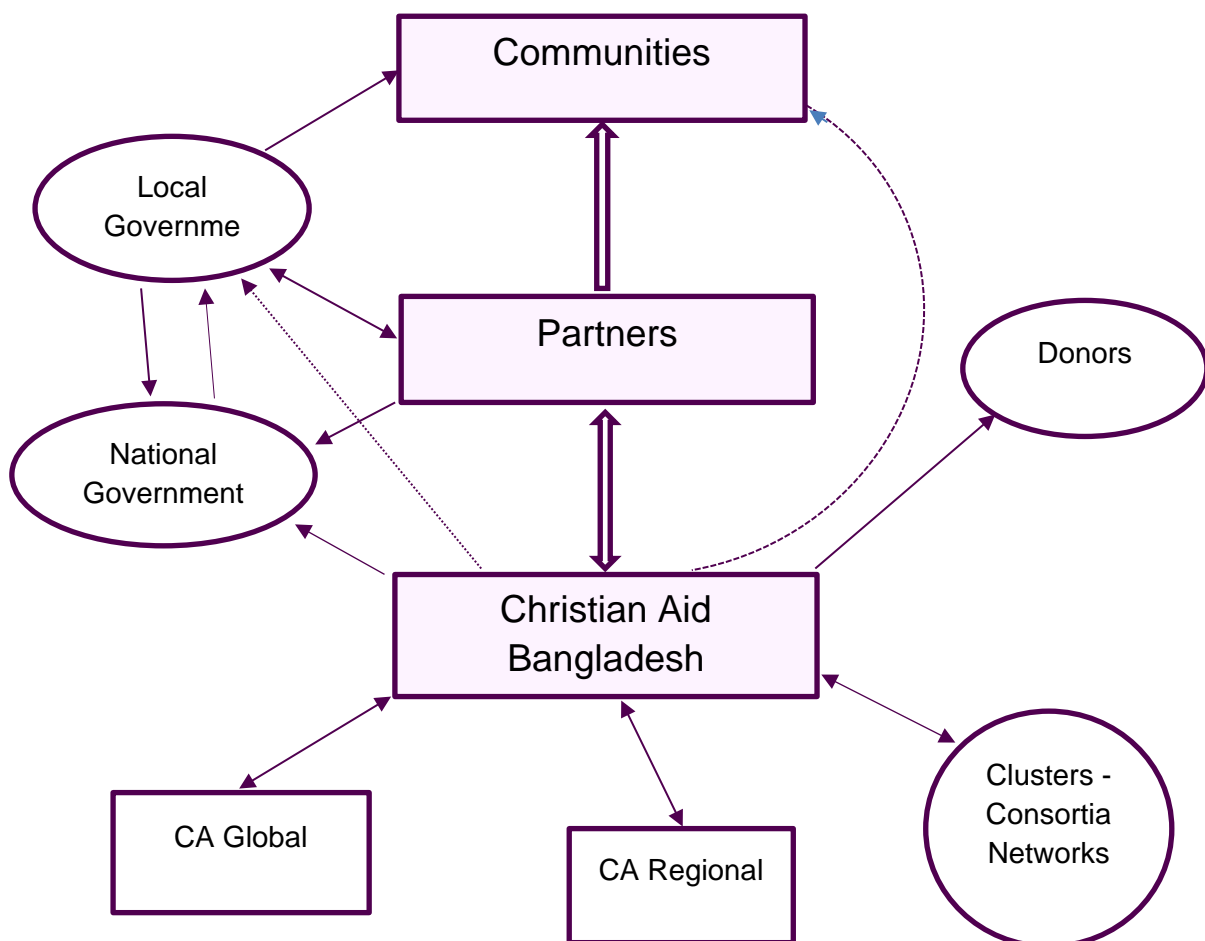 Communities
Local
Governme
Partners
Donors
National
Government
Christian Aid
Bangladesh
CA Global
CA Regional
Clusters -
Consortia
Networks